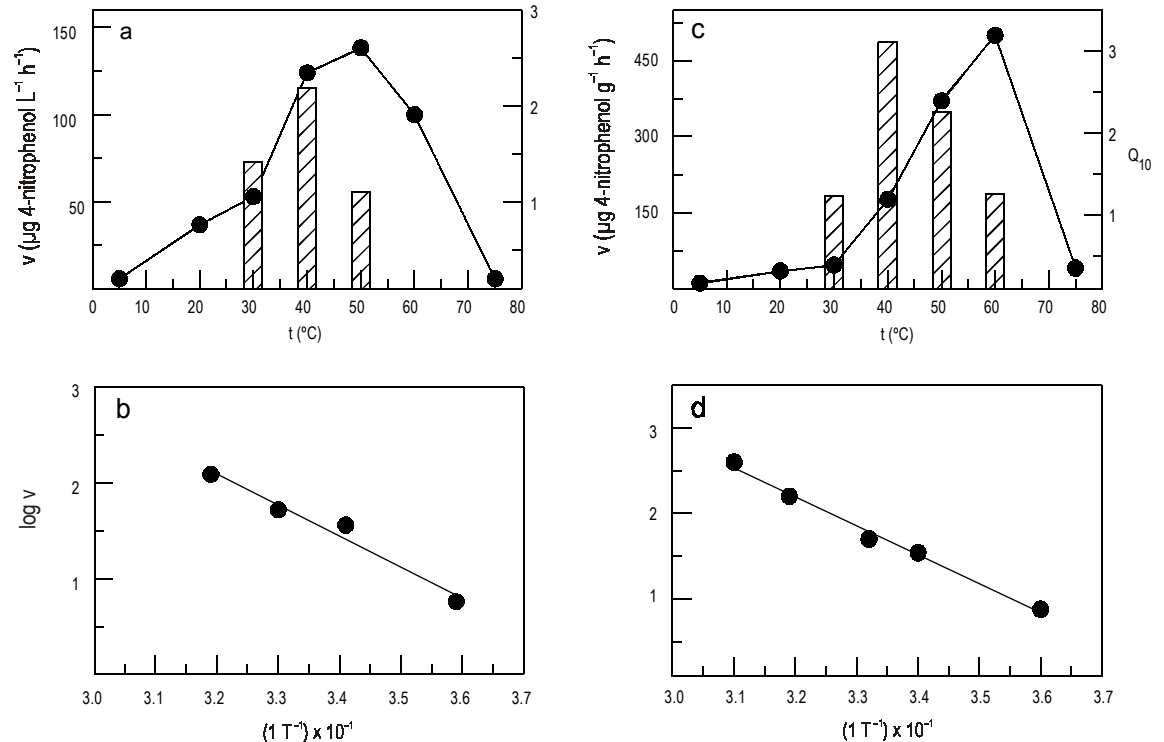 a
v (µg 4-nitrophenol L⁻¹ h⁻¹)
150
100
50
3
2
1
0 10 20 30 40 50 60 70 80
t (ºC)
c
v (µg 4-nitrophenol g⁻¹ h⁻¹)
450
300
150
3
2
1
Q₁₀
0 10 20 30 40 50 60 70 80
t (ºC)
b
log v
3
2
1
3.0 3.1 3.2 3.3 3.4 3.5 3.6 3.7
(1 T⁻¹) x 10⁻¹
d
3
2
1
3.0 3.1 3.2 3.3 3.4 3.5 3.6 3.7
(1 T⁻¹) x 10⁻¹